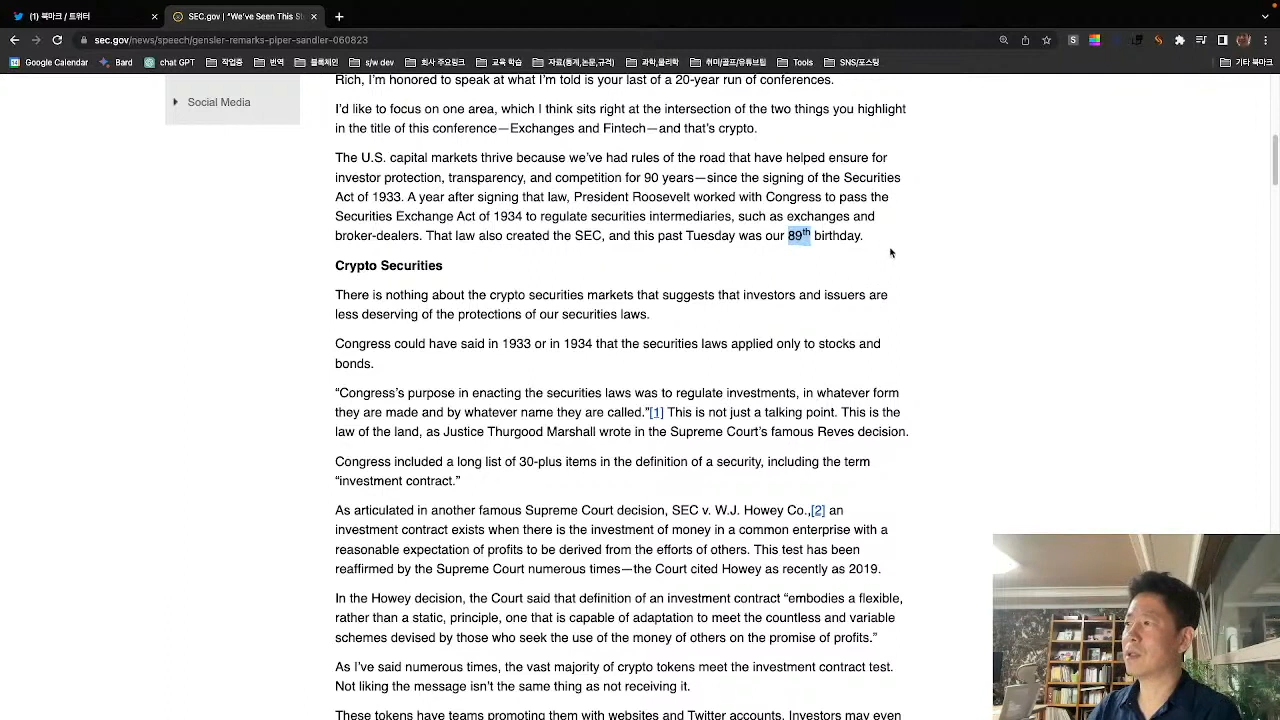 (1) 북마크 / 트위터
SEC.gov | "We've Seen This St
sec.gov/news/speech/gensler-remarks-piper-sandler-060823
Google Calendar
Bard
chat GPT
작업중
번역
블록체인
s/w dev
회사·주요기관
교육·학습
자료(통계,논문,규격)
과학·물리학
취미/골프/유튜브팁
Tools
SNS/포스팅
기타 북마크
Social Media
Rich, I'm honored to speak at what I'm told is your last of a 20-year run of conferences.
I'd like to focus on one area, which I think sits right at the intersection of the two things you highlight
in the title of this conference—Exchanges and Fintech—and that's crypto.
The U.S. capital markets thrive because we've had rules of the road that have helped ensure for
investor protection, transparency, and competition for 90 years—since the signing of the Securities
Act of 1933. A year after signing that law, President Roosevelt worked with Congress to pass the
Securities Exchange Act of 1934 to regulate securities intermediaries, such as exchanges and
broker-dealers. That law also created the SEC, and this past Tuesday was our 89th birthday.
Crypto Securities
There is nothing about the crypto securities markets that suggests that investors and issuers are
less deserving of the protections of our securities laws.
Congress could have said in 1933 or in 1934 that the securities laws applied only to stocks and
bonds.
"Congress's purpose in enacting the securities laws was to regulate investments, in whatever form
they are made and by whatever name they are called."[1] This is not just a talking point. This is the
law of the land, as Justice Thurgood Marshall wrote in the Supreme Court's famous Reves decision.
Congress included a long list of 30-plus items in the definition of a security, including the term
"investment contract."
As articulated in another famous Supreme Court decision, SEC v. W.J. Howey Co.,[2] an
investment contract exists when there is the investment of money in a common enterprise with a
reasonable expectation of profits to be derived from the efforts of others. This test has been
reaffirmed by the Supreme Court numerous times—the Court cited Howey as recently as 2019.
In the Howey decision, the Court said that definition of an investment contract "embodies a flexible,
rather than a static, principle, one that is capable of adaptation to meet the countless and variable
schemes devised by those who seek the use of the money of others on the promise of profits."
As I've said numerous times, the vast majority of crypto tokens meet the investment contract test.
Not liking the message isn't the same thing as not receiving it.
These tokens have teams promoting them with websites and Twitter accounts. Investors may even